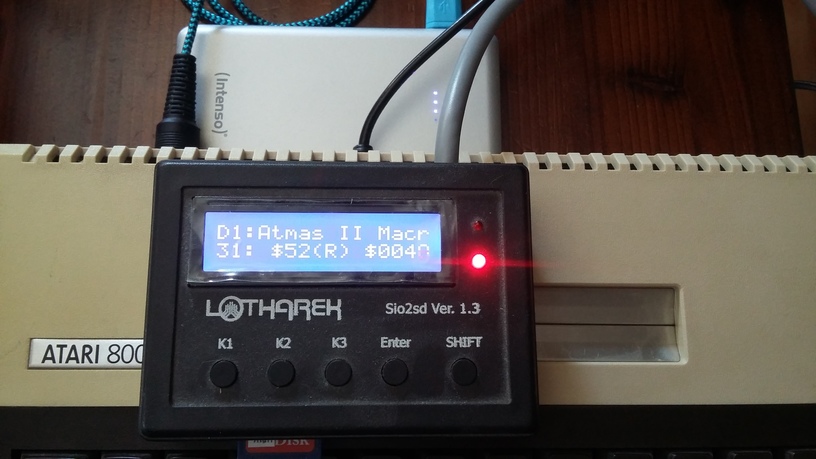 (Intenso)®
D1:Atmas II Macr
31: $52(R) $0040
LOTHAREK
Sio2sd Ver. 1.3
K1 K2 K3 Enter SHIFT
ATARI 800
DISK